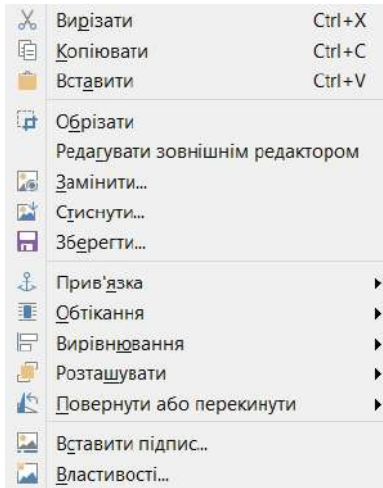 Вирізати Ctrl+X
Копіювати Ctrl+C
Вставити Ctrl+V
Обрізати
Редагувати зовнішнім редактором
Замінити...
Стиснути...
Зберегти...
Прив'язка
Обтікання
Вирівнювання
Розташувати
Повернути або перекинути
Вставити підпис...
Властивості...